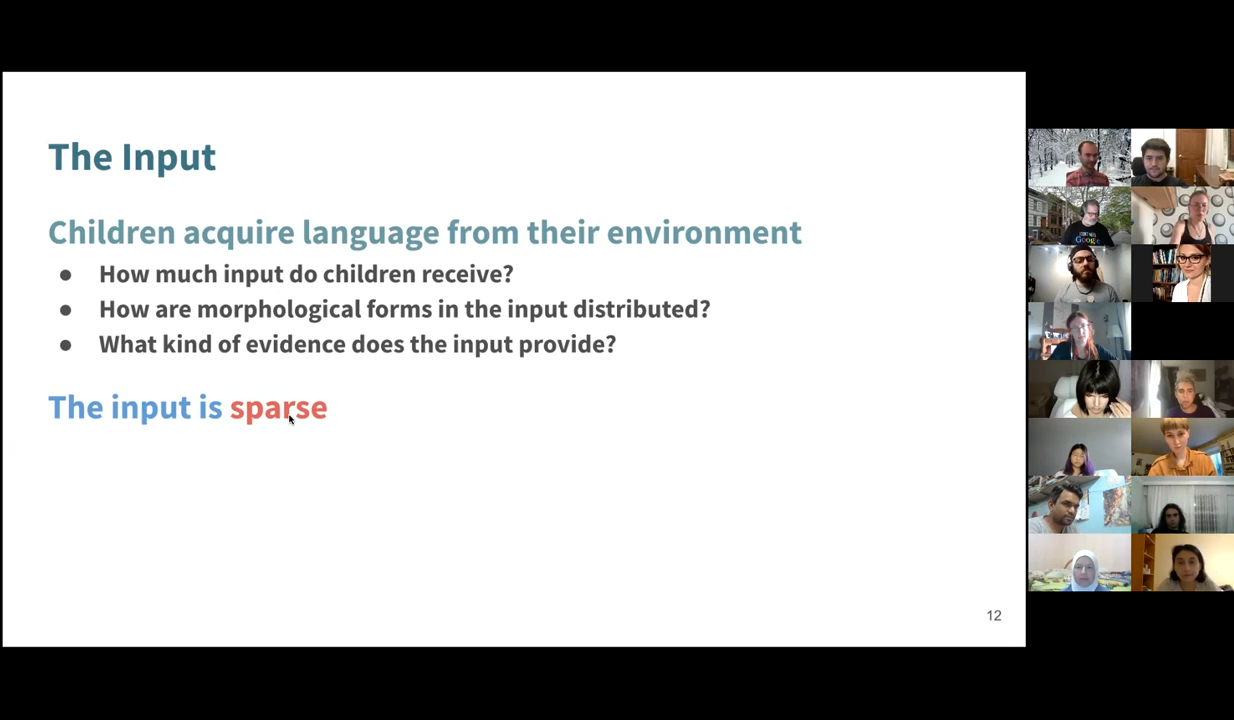 The Input
Children acquire language from their environment
● How much input do children receive?
● How are morphological forms in the input distributed?
● What kind of evidence does the input provide?
The input is sparse
12
Google